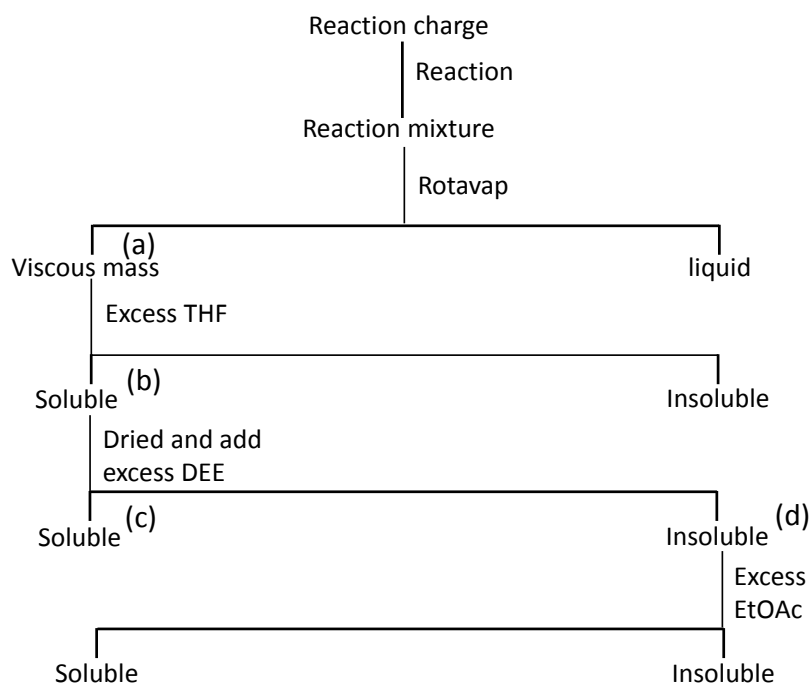 Reaction charge
Reaction
Reaction mixture
Rotavap
(a)
Viscous mass
liquid
Excess THF
(b)
Soluble
Insoluble
Dried and add
excess DEE
(c)
Soluble
(d)
Insoluble
Excess
EtOAc
Soluble
Insoluble